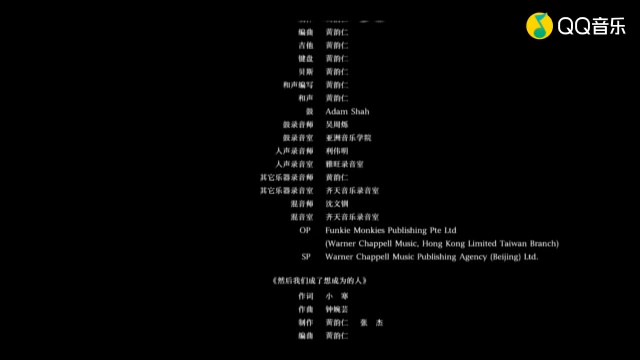 QQ音乐
编曲 黄韵仁
吉他 黄韵仁
键盘 黄韵仁
贝斯 黄韵仁
和声编写 黄韵仁
和声 黄韵仁
鼓 Adam Shah
鼓录音师 吴周烁
鼓录音室 亚洲音乐学院
人声录音师 利伟明
人声录音室 雅旺录音室
其它乐器录音师 黄韵仁
其它乐器录音室 齐天音乐录音室
混音师 沈文钏
混音室 齐天音乐录音室
OP Funkie Monkies Publishing Pte Ltd
(Warner Chappell Music, Hong Kong Limited Taiwan Branch)
SP Warner Chappell Music Publishing Agency (Beijing) Ltd.
《然后我们成了想成为的人》
作词 小 寒
作曲 钟婉芸
制作 黄韵仁 张 杰
编曲 黄韵仁